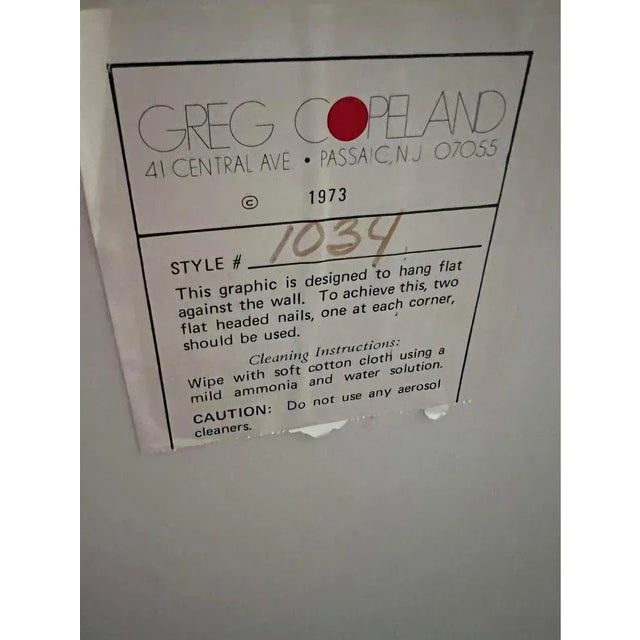 GREG COPELAND
41 CENTRAL AVE • PASSAIC, N.J 07055
© 1973
STYLE # 1034
This graphic is designed to hang flat
against the wall. To achieve this, two
flat headed nails, one at each corner,
should be used.
Cleaning Instructions:
Wipe with soft cotton cloth using a
mild ammonia and water solution.
CAUTION: Do not use any aerosol
cleaners.